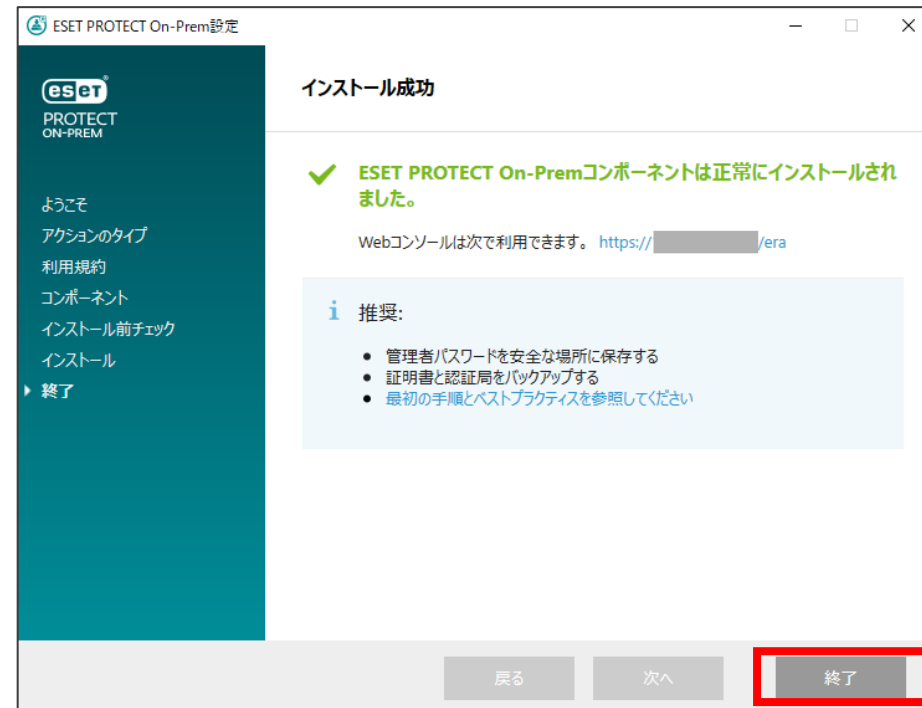 ESET PROTECT On-Prem設定
eset
PROTECT
ON-PREM
ようこそ
アクションのタイプ
利用規約
コンポーネント
インストール前チェック
インストール
終了
インストール成功
ESET PROTECT On-Premコンポーネントは正常にインストールされ
ました。
Webコンソールは次で利用できます。 https:// /era
i 推奨:
● 管理者パスワードを安全な場所に保存する
● 証明書と認証局をバックアップする
● 最初の手順とベストプラクティスを参照してください
戻る
次へ
終了